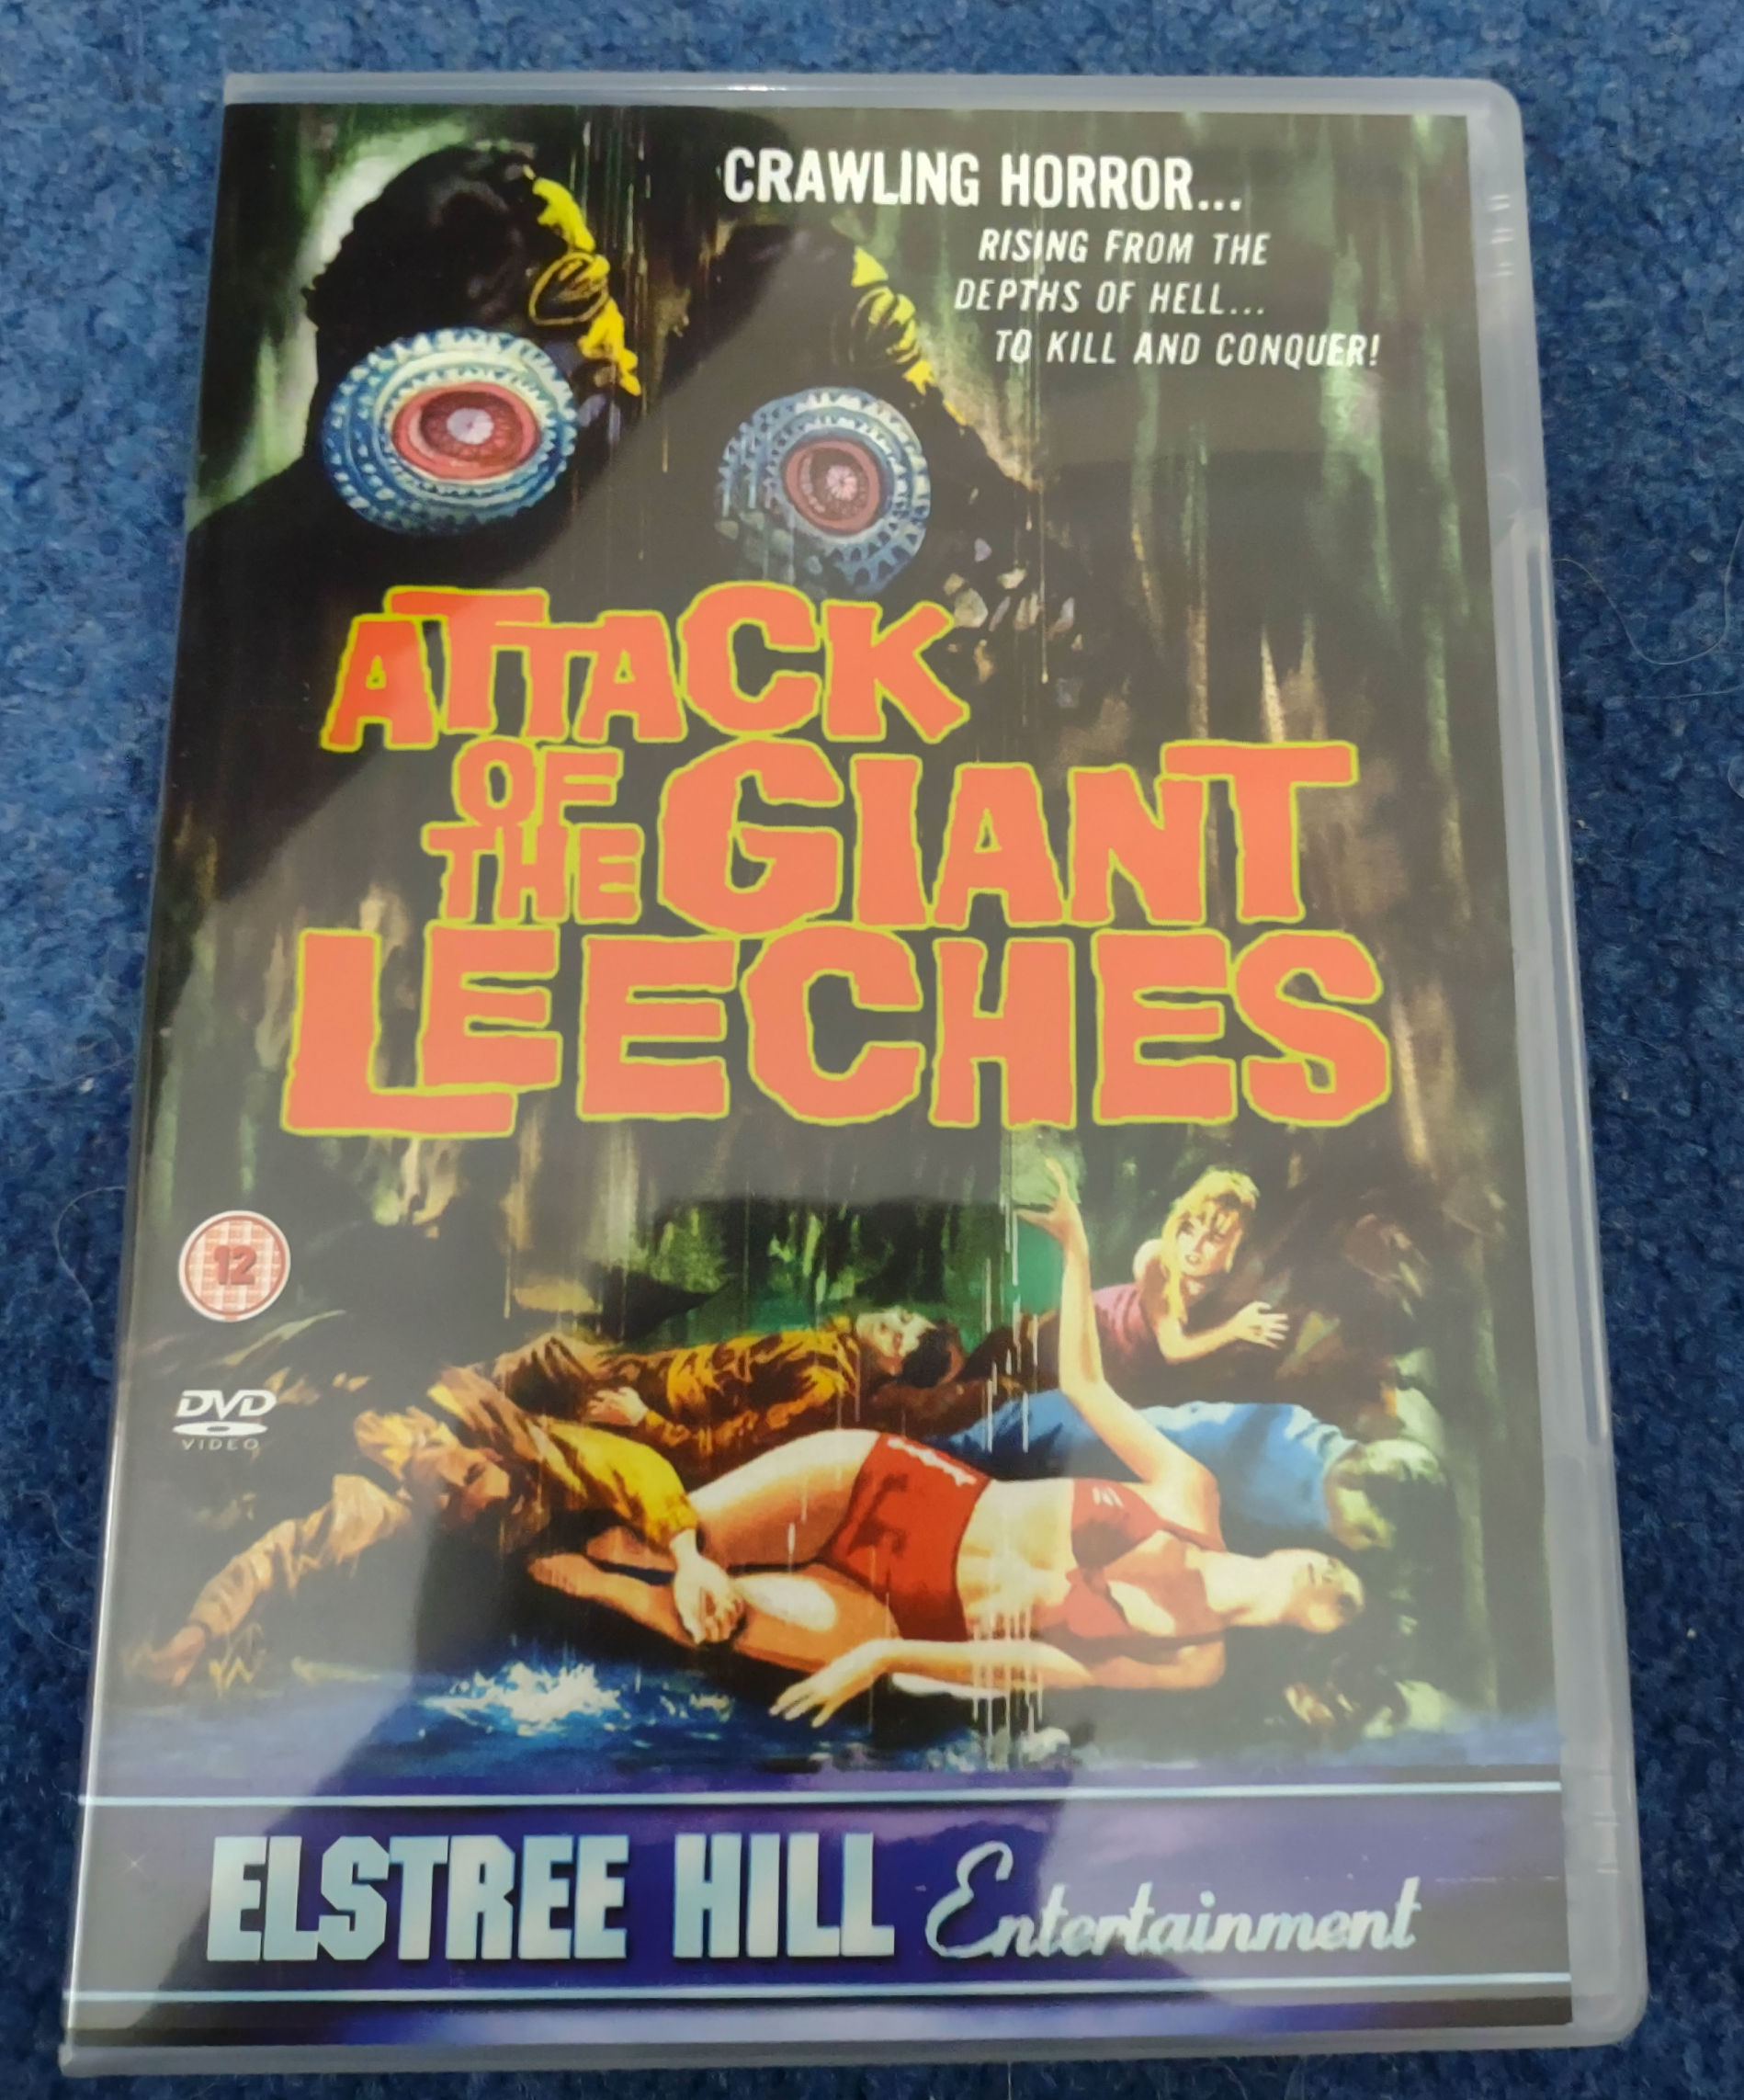 CRAWLING HORROR...
RISING FROM THE
DEPTHS OF HELL...
TO KILL AND CONQUER!
ATTACK
OF
THE GIANT
LEECHES
12
DVD
VIDEO
ELSTREE HILL Entertainment